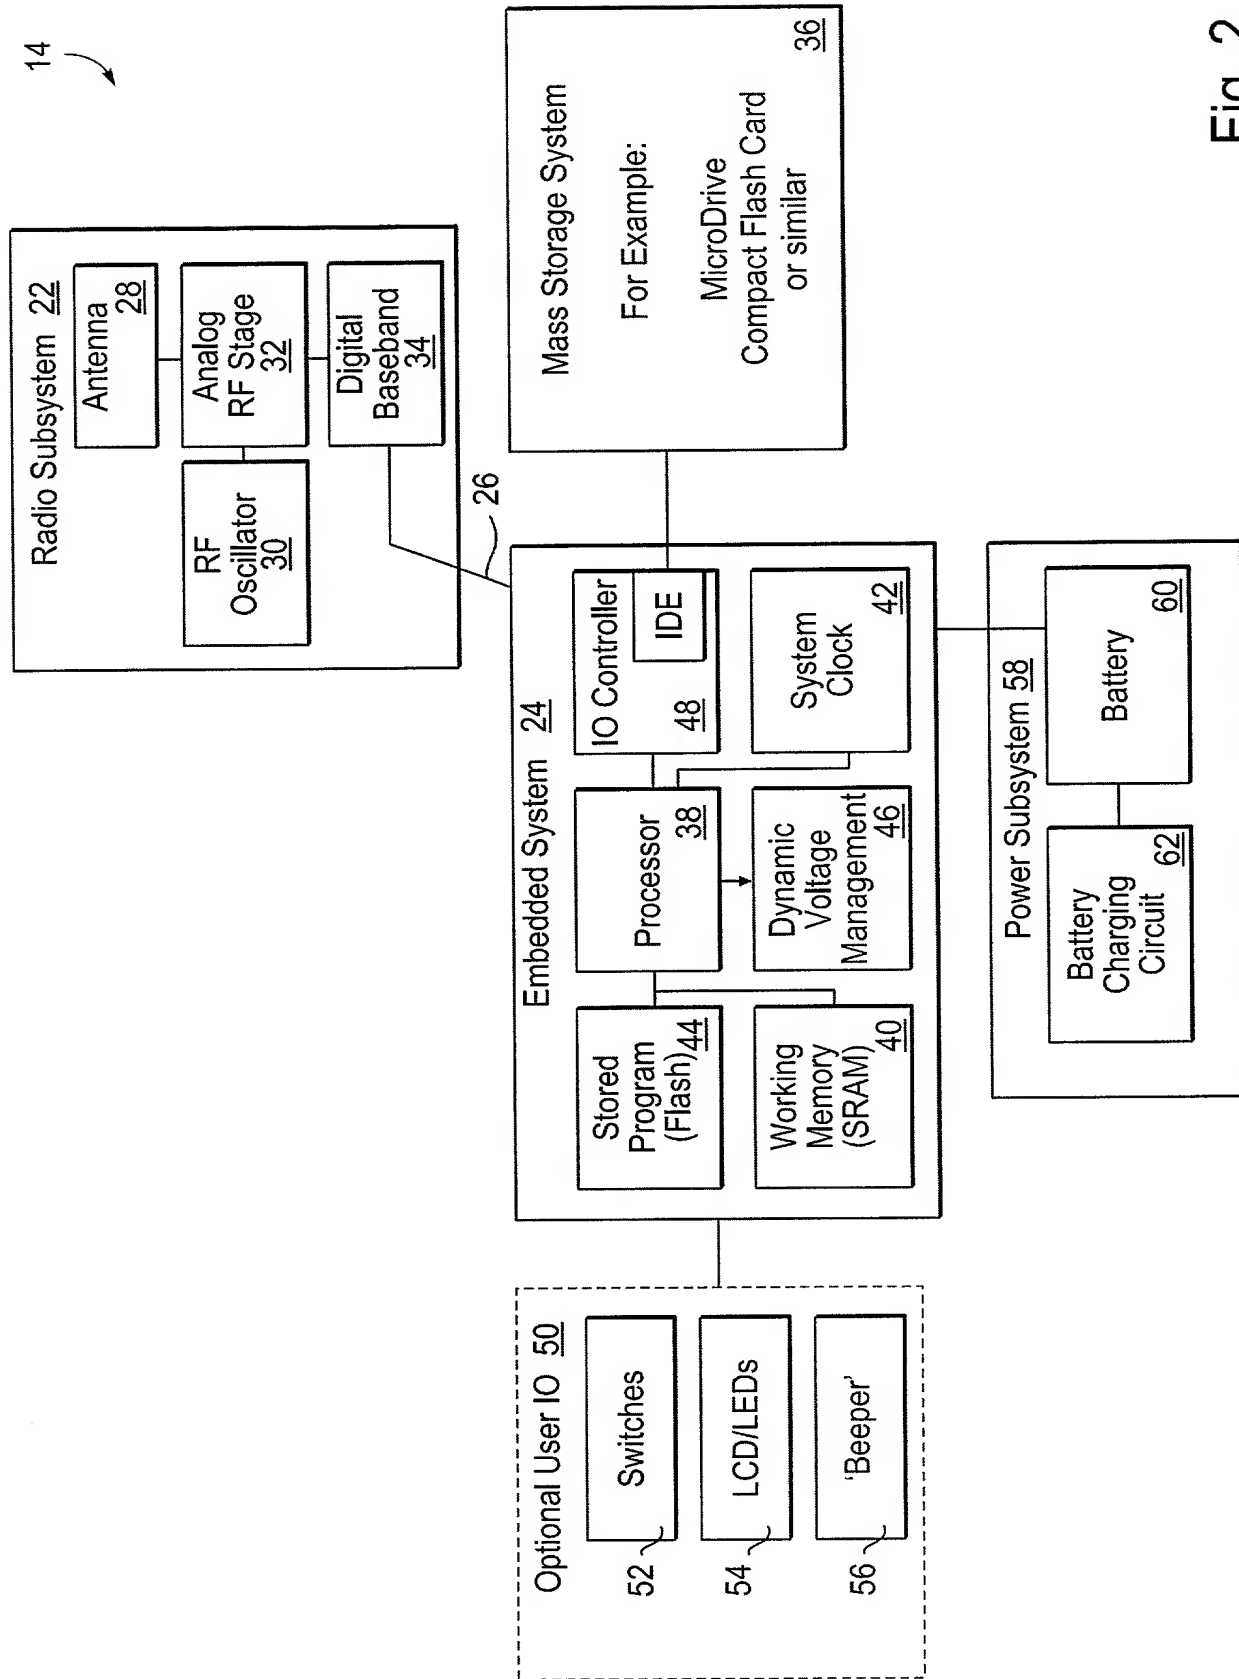 14
Radio Subsystem 22
Antenna
28
RF
Oscillator
30
Analog
RF Stage
32
Digital
Baseband
34
26
Optional User IO 50
Switches
52
LCD/LEDs
54
'Beeper'
56
Embedded System 24
Stored
Program
(Flash)
44
Processor
38
IO Controller
48
IDE
Working
Memory
(SRAM)
40
Dynamic
Voltage
Management
46
System
Clock
42
Mass Storage System
For Example:
MicroDrive
Compact Flash Card
or similar
36
Power Subsystem 58
Battery
Charging
Circuit
62
Battery
60
Fig. 2